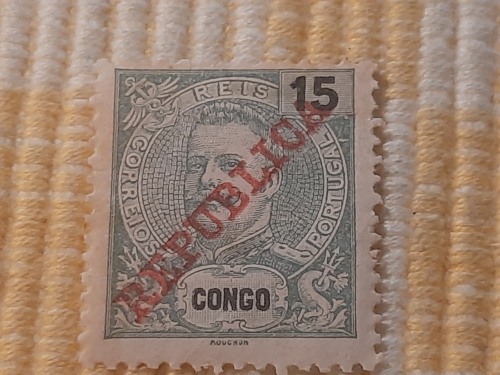 15
REIS
CORREIOS
PORTUGAL
REPUBLICA
CONGO
MOUCHON